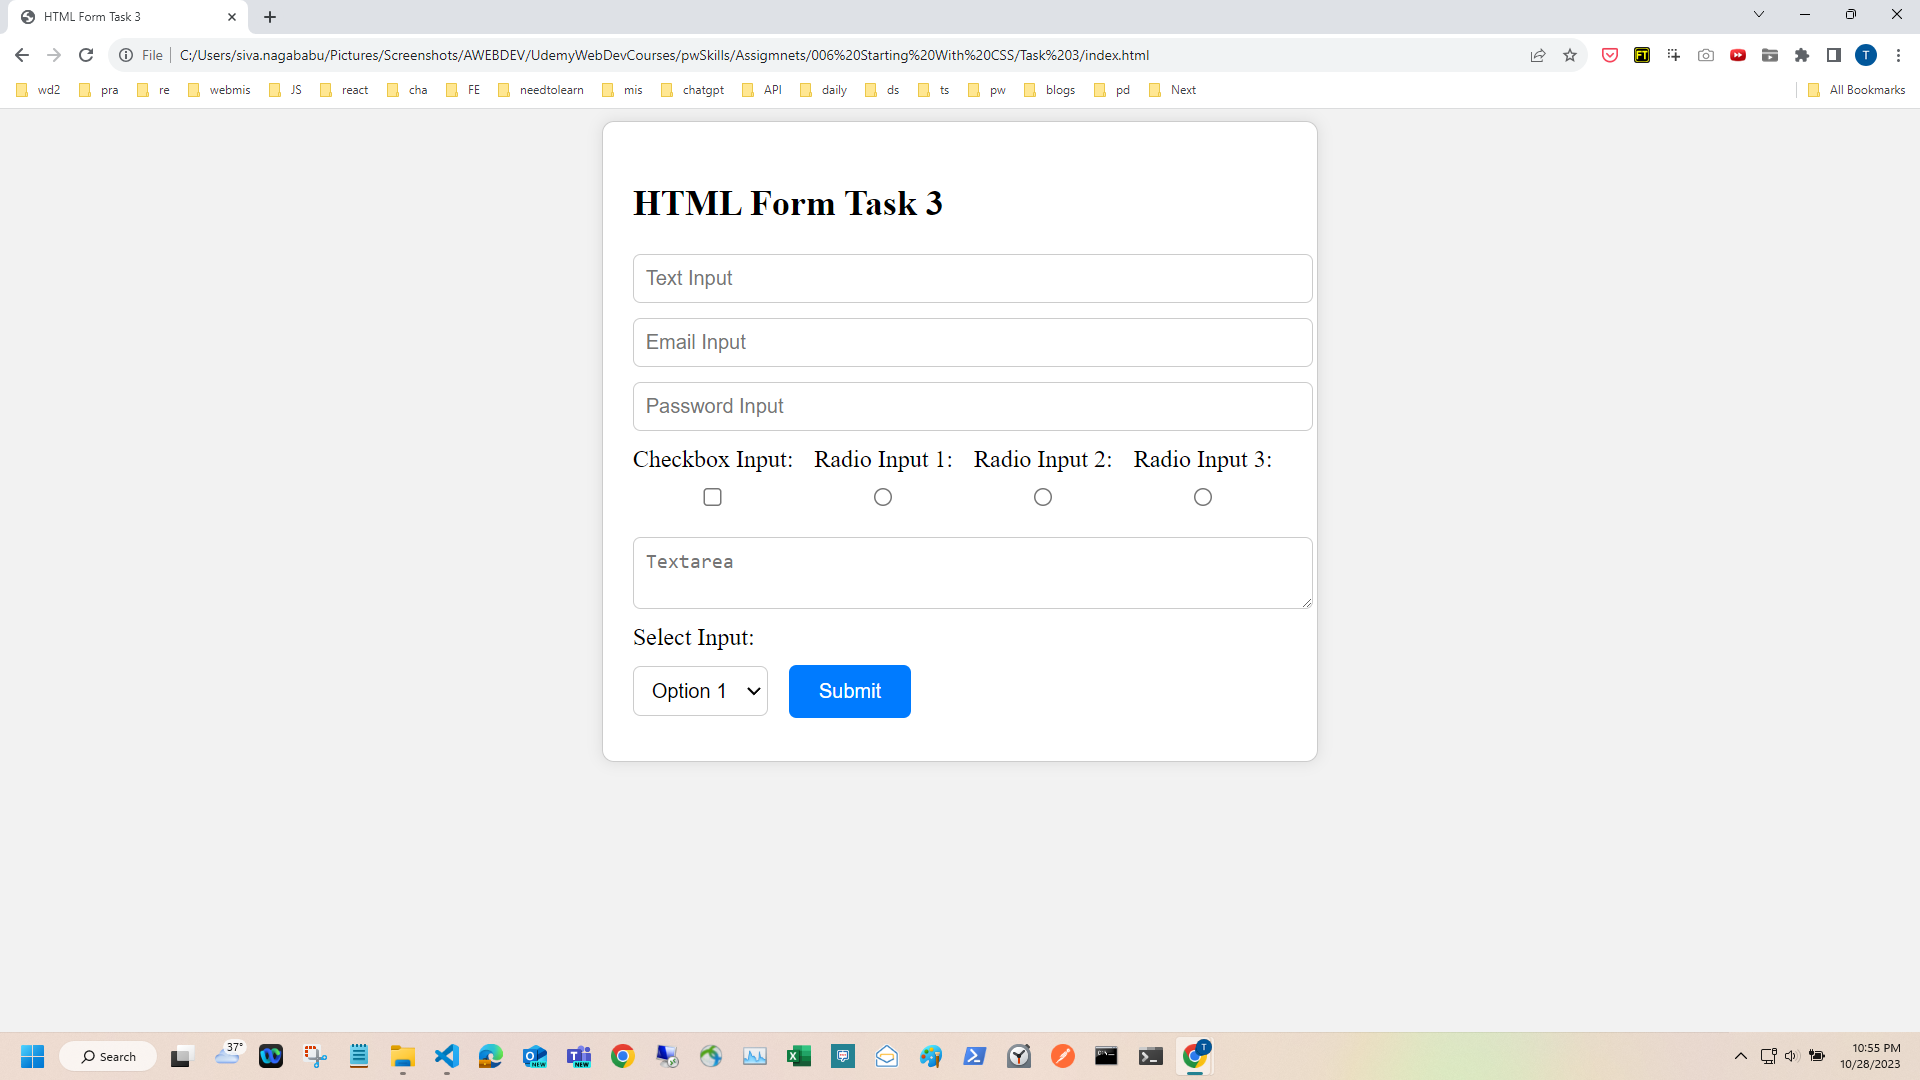 HTML Form Task 3
File
C:/Users/siva.nagababu/Pictures/Screenshots/AWEBDEV/UdemyWebDevCourses/pwSkills/Assigmnets/006%20Starting%20With%20CSS/Task%203/index.html
FT
T
wd2 pra re webmis JS react cha FE needtolearn mis chatgpt API daily ds ts pw blogs pd Next All Bookmarks
HTML Form Task 3
Text Input
Email Input
Password Input
Checkbox Input: Radio Input 1: Radio Input 2: Radio Input 3:
Textarea
Select Input:
Option 1 Submit
Search
37°
NEW
NEW
T
10:55 PM
10/28/2023